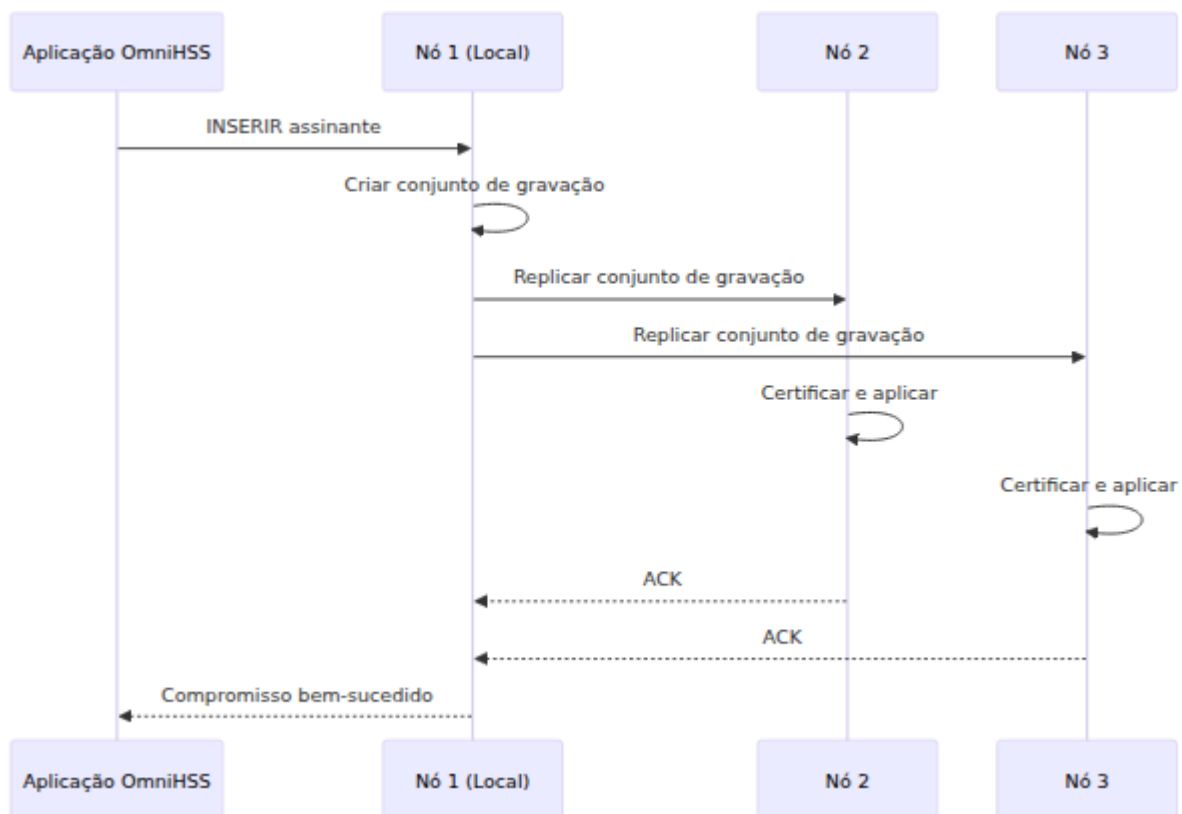 Aplicação OmniHSS
Nó 1 (Local)
Nó 2
Nó 3
INSERIR assinante
Criar conjunto de gravação
Replicar conjunto de gravação
Replicar conjunto de gravação
Certificar e aplicar
Certificar e aplicar
ACK
ACK
Compromisso bem-sucedido
Aplicação OmniHSS
Nó 1 (Local)
Nó 2
Nó 3